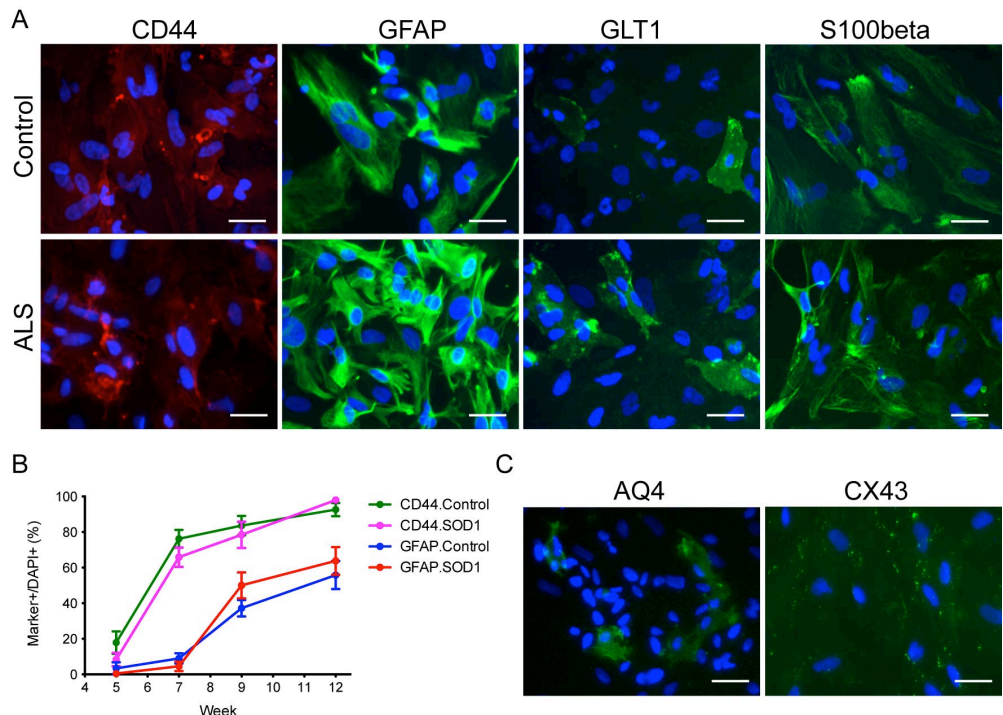 A
CD44 GFAP GLT1 S100beta
Control
ALS
B
Marker+/DAPI+ (%)
100
80
60
40
20
0
4 5 6 7 8 9 10 11 12
Week
CD44.Control
CD44.SOD1
GFAP.Control
GFAP.SOD1
C
AQ4 CX43